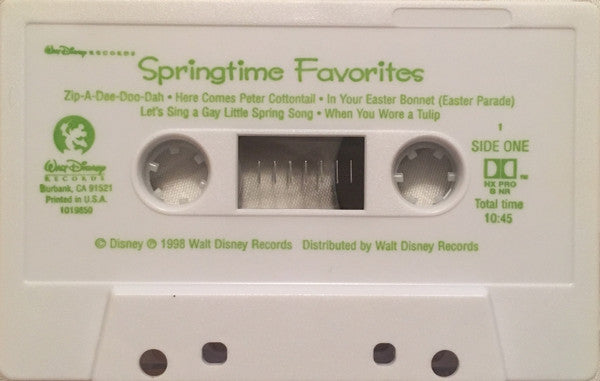 Walt Disney RECORDS
Springtime Favorites
Zip-A-Dee-Doo-Dah • Here Comes Peter Cottontail • In Your Easter Bonnet (Easter Parade)
Let's Sing a Gay Little Spring Song • When You Wore a Tulip
Walt Disney
RECORDS
Burbank, CA 91521
Printed in U.S.A.
1019850
1
SIDE ONE
HX PRO
B NR
Total time
10:45
© Disney ℗ 1998 Walt Disney Records Distributed by Walt Disney Records